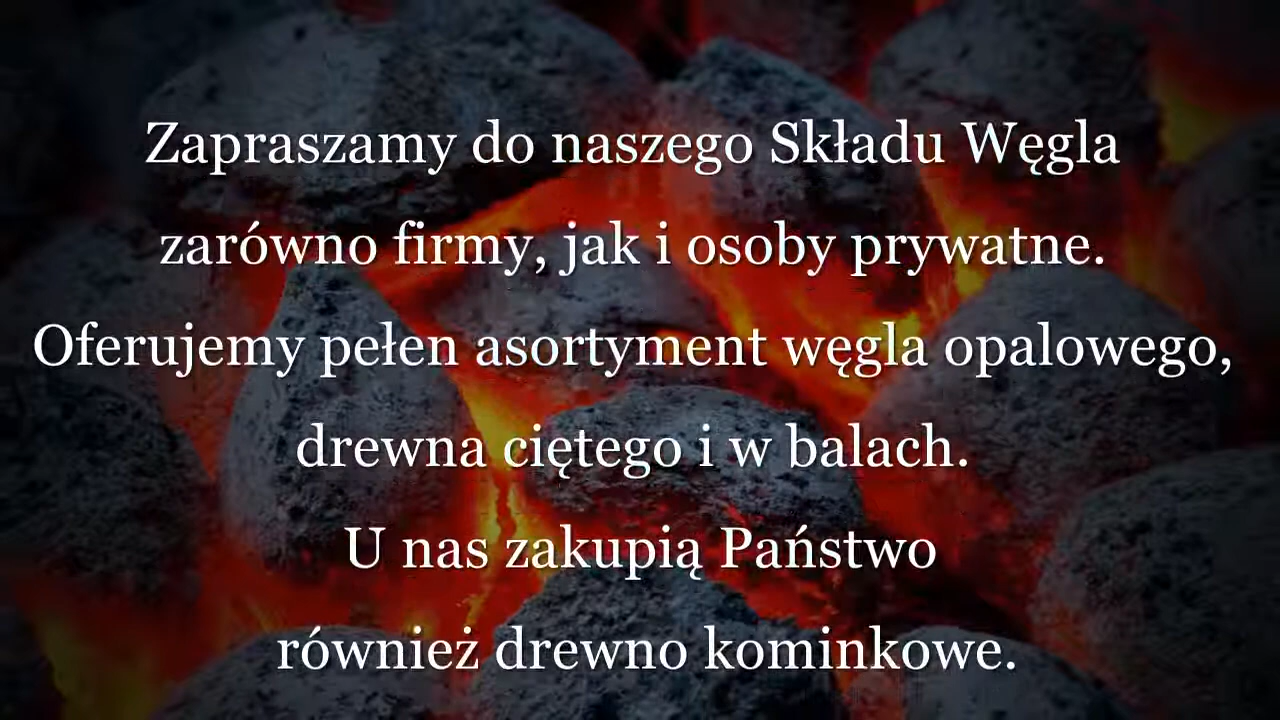 Zapraszamy do naszego Składu Węgla
zarówno firmy, jak i osoby prywatne.
Oferujemy pełen asortyment węgla opalowego,
drewna ciętego i w balach.
U nas zakupią Państwo
również drewno kominkowe.